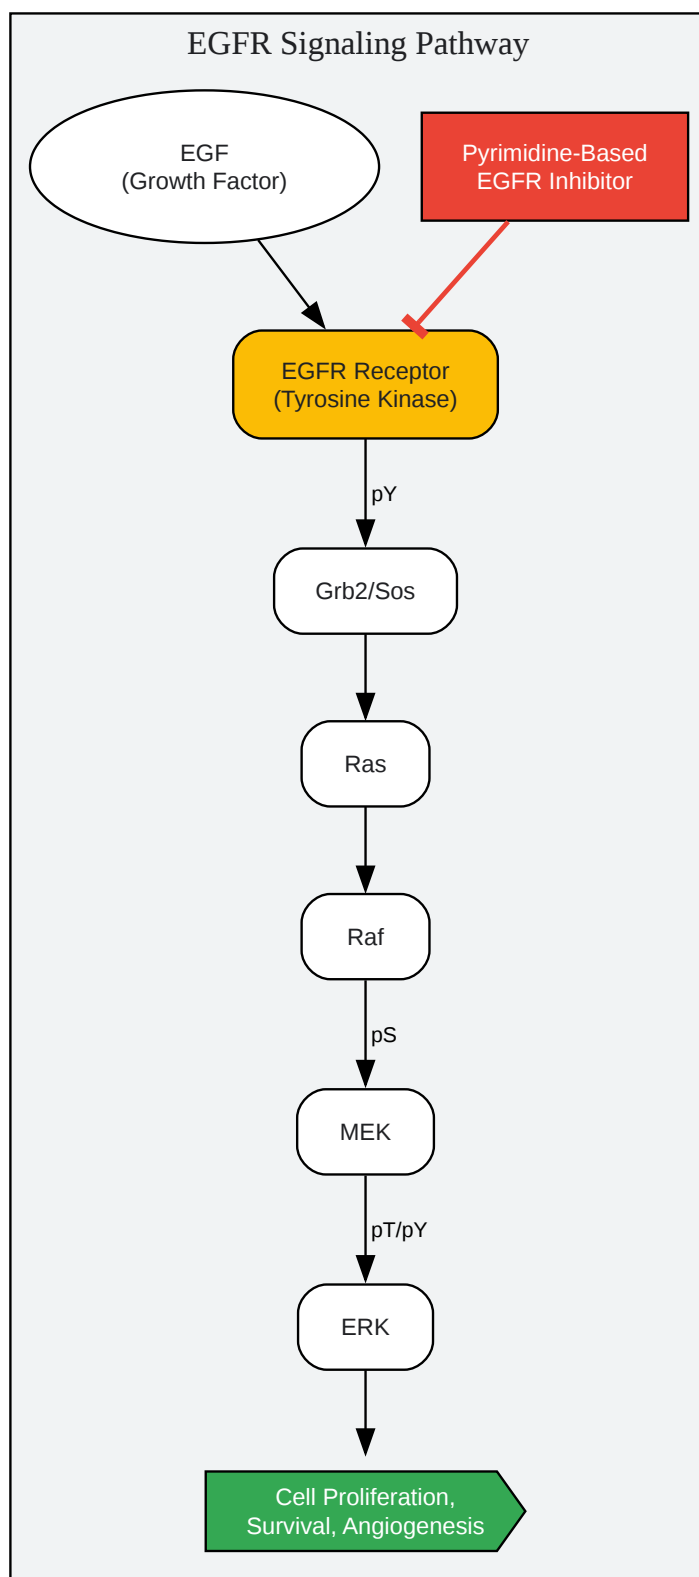 EGFR Signaling Pathway
EGF
(Growth Factor)
Pyrimidine-Based
EGFR Inhibitor
EGFR Receptor
(Tyrosine Kinase)
pY
Grb2/Sos
Ras
Raf
pS
MEK
pT/pY
ERK
Cell Proliferation,
Survival, Angiogenesis